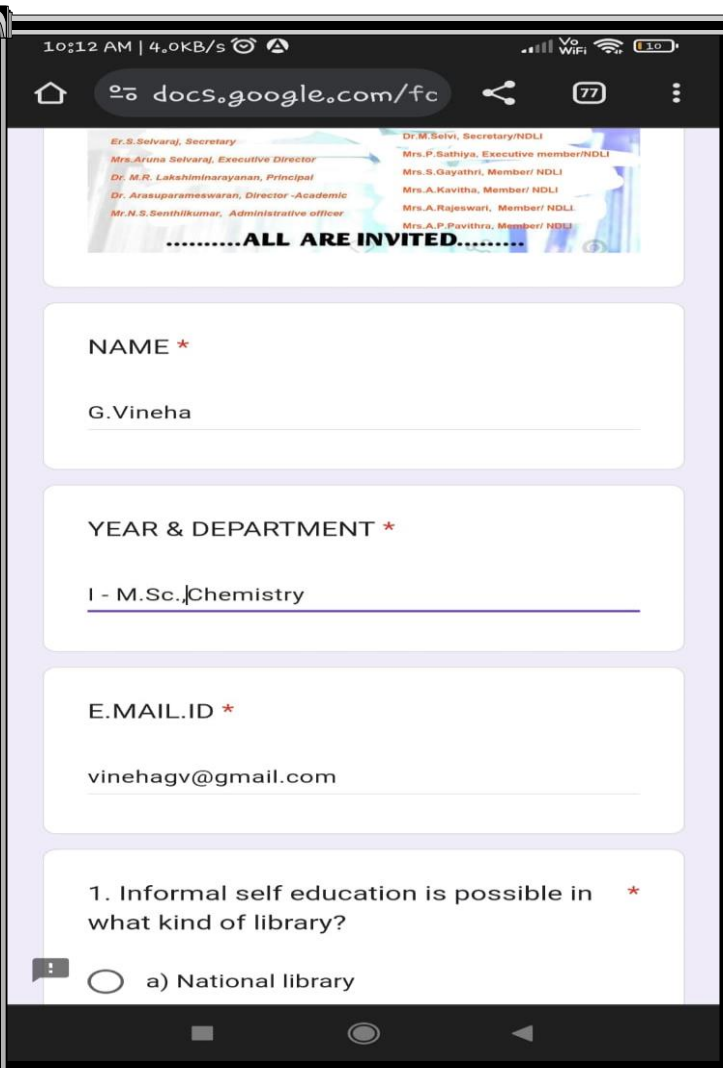 10:12 AM | 4.0KB/s
Vo
WiFi
10
docs.google.com/fo
77
Er.S.Selvaraj, Secretary
Mrs.Aruna Selvaraj, Executive Director
Dr. M.R. Lakshiminarayanan, Principal
Dr. Arasuparameswaran, Director -Academic
Mr.N.S.Senthilkumar, Administrative officer
Dr.M.Selvi, Secretary/NDLI
Mrs.P.Sathiya, Executive member/NDLI
Mrs.S.Gayathri, Member/ NDLI
Mrs.A.Kavitha, Member/ NDLI
Mrs.A.Rajeswari, Member/ NDLI
Mrs.A.P.Pavithra, Member/ NDLI
..........ALL ARE INVITED.........
NAME *
G.Vineha
YEAR & DEPARTMENT *
I - M.Sc.,Chemistry
E.MAIL.ID *
vinehagv@gmail.com
1. Informal self education is possible in *
what kind of library?
a) National library